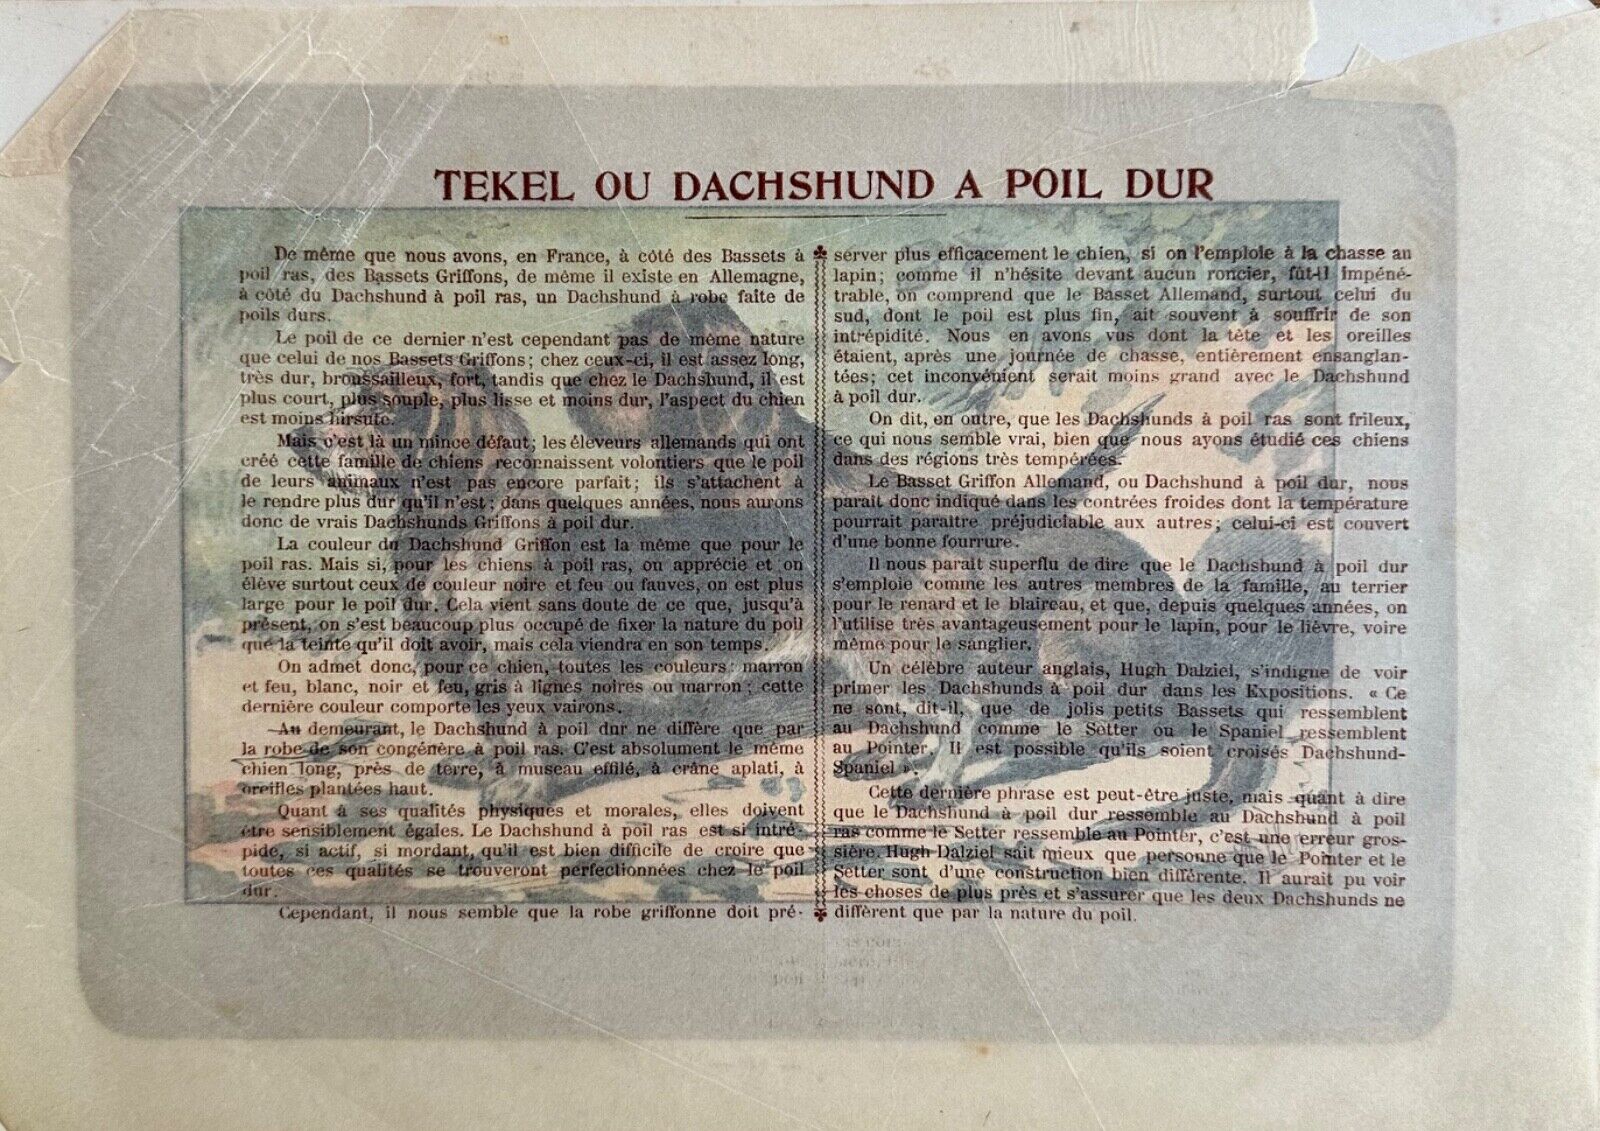 TEKEL OU DACHSHUND A POIL DUR
De même que nous avons, en France, à côté des Bassets à
poil ras, des Bassets Griffons, de même il existe en Allemagne,
à côté du Dachshund à poil ras, un Dachshund à robe faite de
poils durs.
Le poil de ce dernier n'est cependant pas de même nature
que celui de nos Bassets Griffons; chez ceux-ci, il est assez long,
très dur, broussailleux, fort, tandis que chez le Dachshund, il est
plus court, plus souple, plus lisse et moins dur, l'aspect du chien
est moins hirsute.
Mais c'est là un mince défaut; les éleveurs allemands qui ont
créé cette famille de chiens reconnaissent volontiers que le poil
de leurs animaux n'est pas encore parfait; ils s'attachent à
le rendre plus dur qu'il n'est; dans quelques années, nous aurons
donc de vrais Dachshunds Griffons à poil dur.
La couleur du Dachshund Griffon est la même que pour le
poil ras. Mais si, pour les chiens à poil ras, on apprécie et on
élève surtout ceux de couleur noire et feu ou fauves, on est plus
large pour le poil dur. Cela vient sans doute de ce que, jusqu'à
présent, on s'est beaucoup plus occupé de fixer la nature du poil
que la teinte qu'il doit avoir, mais cela viendra en son temps.
On admet donc, pour ce chien, toutes les couleurs: marron
et feu, blanc, noir et feu, gris à lignes noires ou marron; cette
dernière couleur comporte les yeux vairons.
Au demeurant, le Dachshund à poil dur ne diffère que par
la robe de son congénère à poil ras. C'est absolument le même
chien long, près de terre, à museau effilé, à crâne aplati, à
oreilles plantées haut.
Quant à ses qualités physiques et morales, elles doivent
être sensiblement égales. Le Dachshund à poil ras est si intré-
pide, si actif, si mordant, qu'il est bien difficile de croire que
toutes ces qualités se trouveront perfectionnées chez le poil
dur.
Cependant, il nous semble que la robe griffonne doit pré-
server plus efficacement le chien, si on l'emploie à la chasse au
lapin; comme il n'hésite devant aucun roncier, fût-il impéné-
trable, on comprend que le Basset Allemand, surtout celui du
sud, dont le poil est plus fin, ait souvent à souffrir de son
intrépidité. Nous en avons vus dont la tête et les oreilles
étaient, après une journée de chasse, entièrement ensanglan-
tées; cet inconvénient serait moins grand avec le Dachshund
à poil dur.
On dit, en outre, que les Dachshunds à poil ras sont frileux,
ce qui nous semble vrai, bien que nous ayons étudié ces chiens
dans des régions très tempérées.
Le Basset Griffon Allemand, ou Dachshund à poil dur, nous
parait donc indiqué dans les contrées froides dont la température
pourrait paraitre préjudiciable aux autres; celui-ci est couvert
d'une bonne fourrure.
Il nous parait superflu de dire que le Dachshund à poil dur
s'emploie comme les autres membres de la famille, au terrier
pour le renard et le blaireau, et que, depuis quelques années, on
l'utilise très avantageusement pour le lapin, pour le lièvre, voire
même pour le sanglier.
Un célèbre auteur anglais, Hugh Dalziel, s'indigne de voir
primer les Dachshunds à poil dur dans les Expositions. « Ce
ne sont, dit-il, que de jolis petits Bassets qui ressemblent
au Dachshund comme le Setter ou le Spaniel ressemblent
au Pointer. Il est possible qu'ils soient croisés Dachshund-
Spaniel ».
Cette dernière phrase est peut-être juste, mais quant à dire
que le Dachshund à poil dur ressemble au Dachshund à poil
ras comme le Setter ressemble au Pointer, c'est une erreur gros-
sière. Hugh Dalziel sait mieux que personne que le Pointer et le
Setter sont d'une construction bien différente. Il aurait pu voir
les choses de plus près et s'assurer que les deux Dachshunds ne
diffèrent que par la nature du poil.